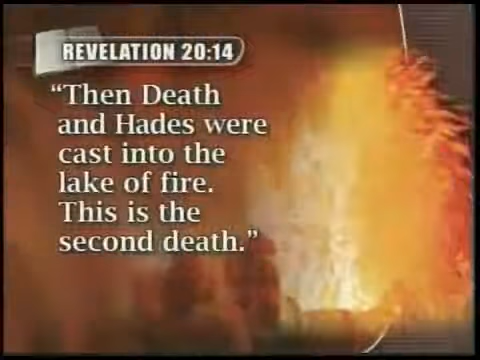 REVELATION 20:14
“Then Death
and Hades were
cast into the
lake of fire.
This is the
second death.”